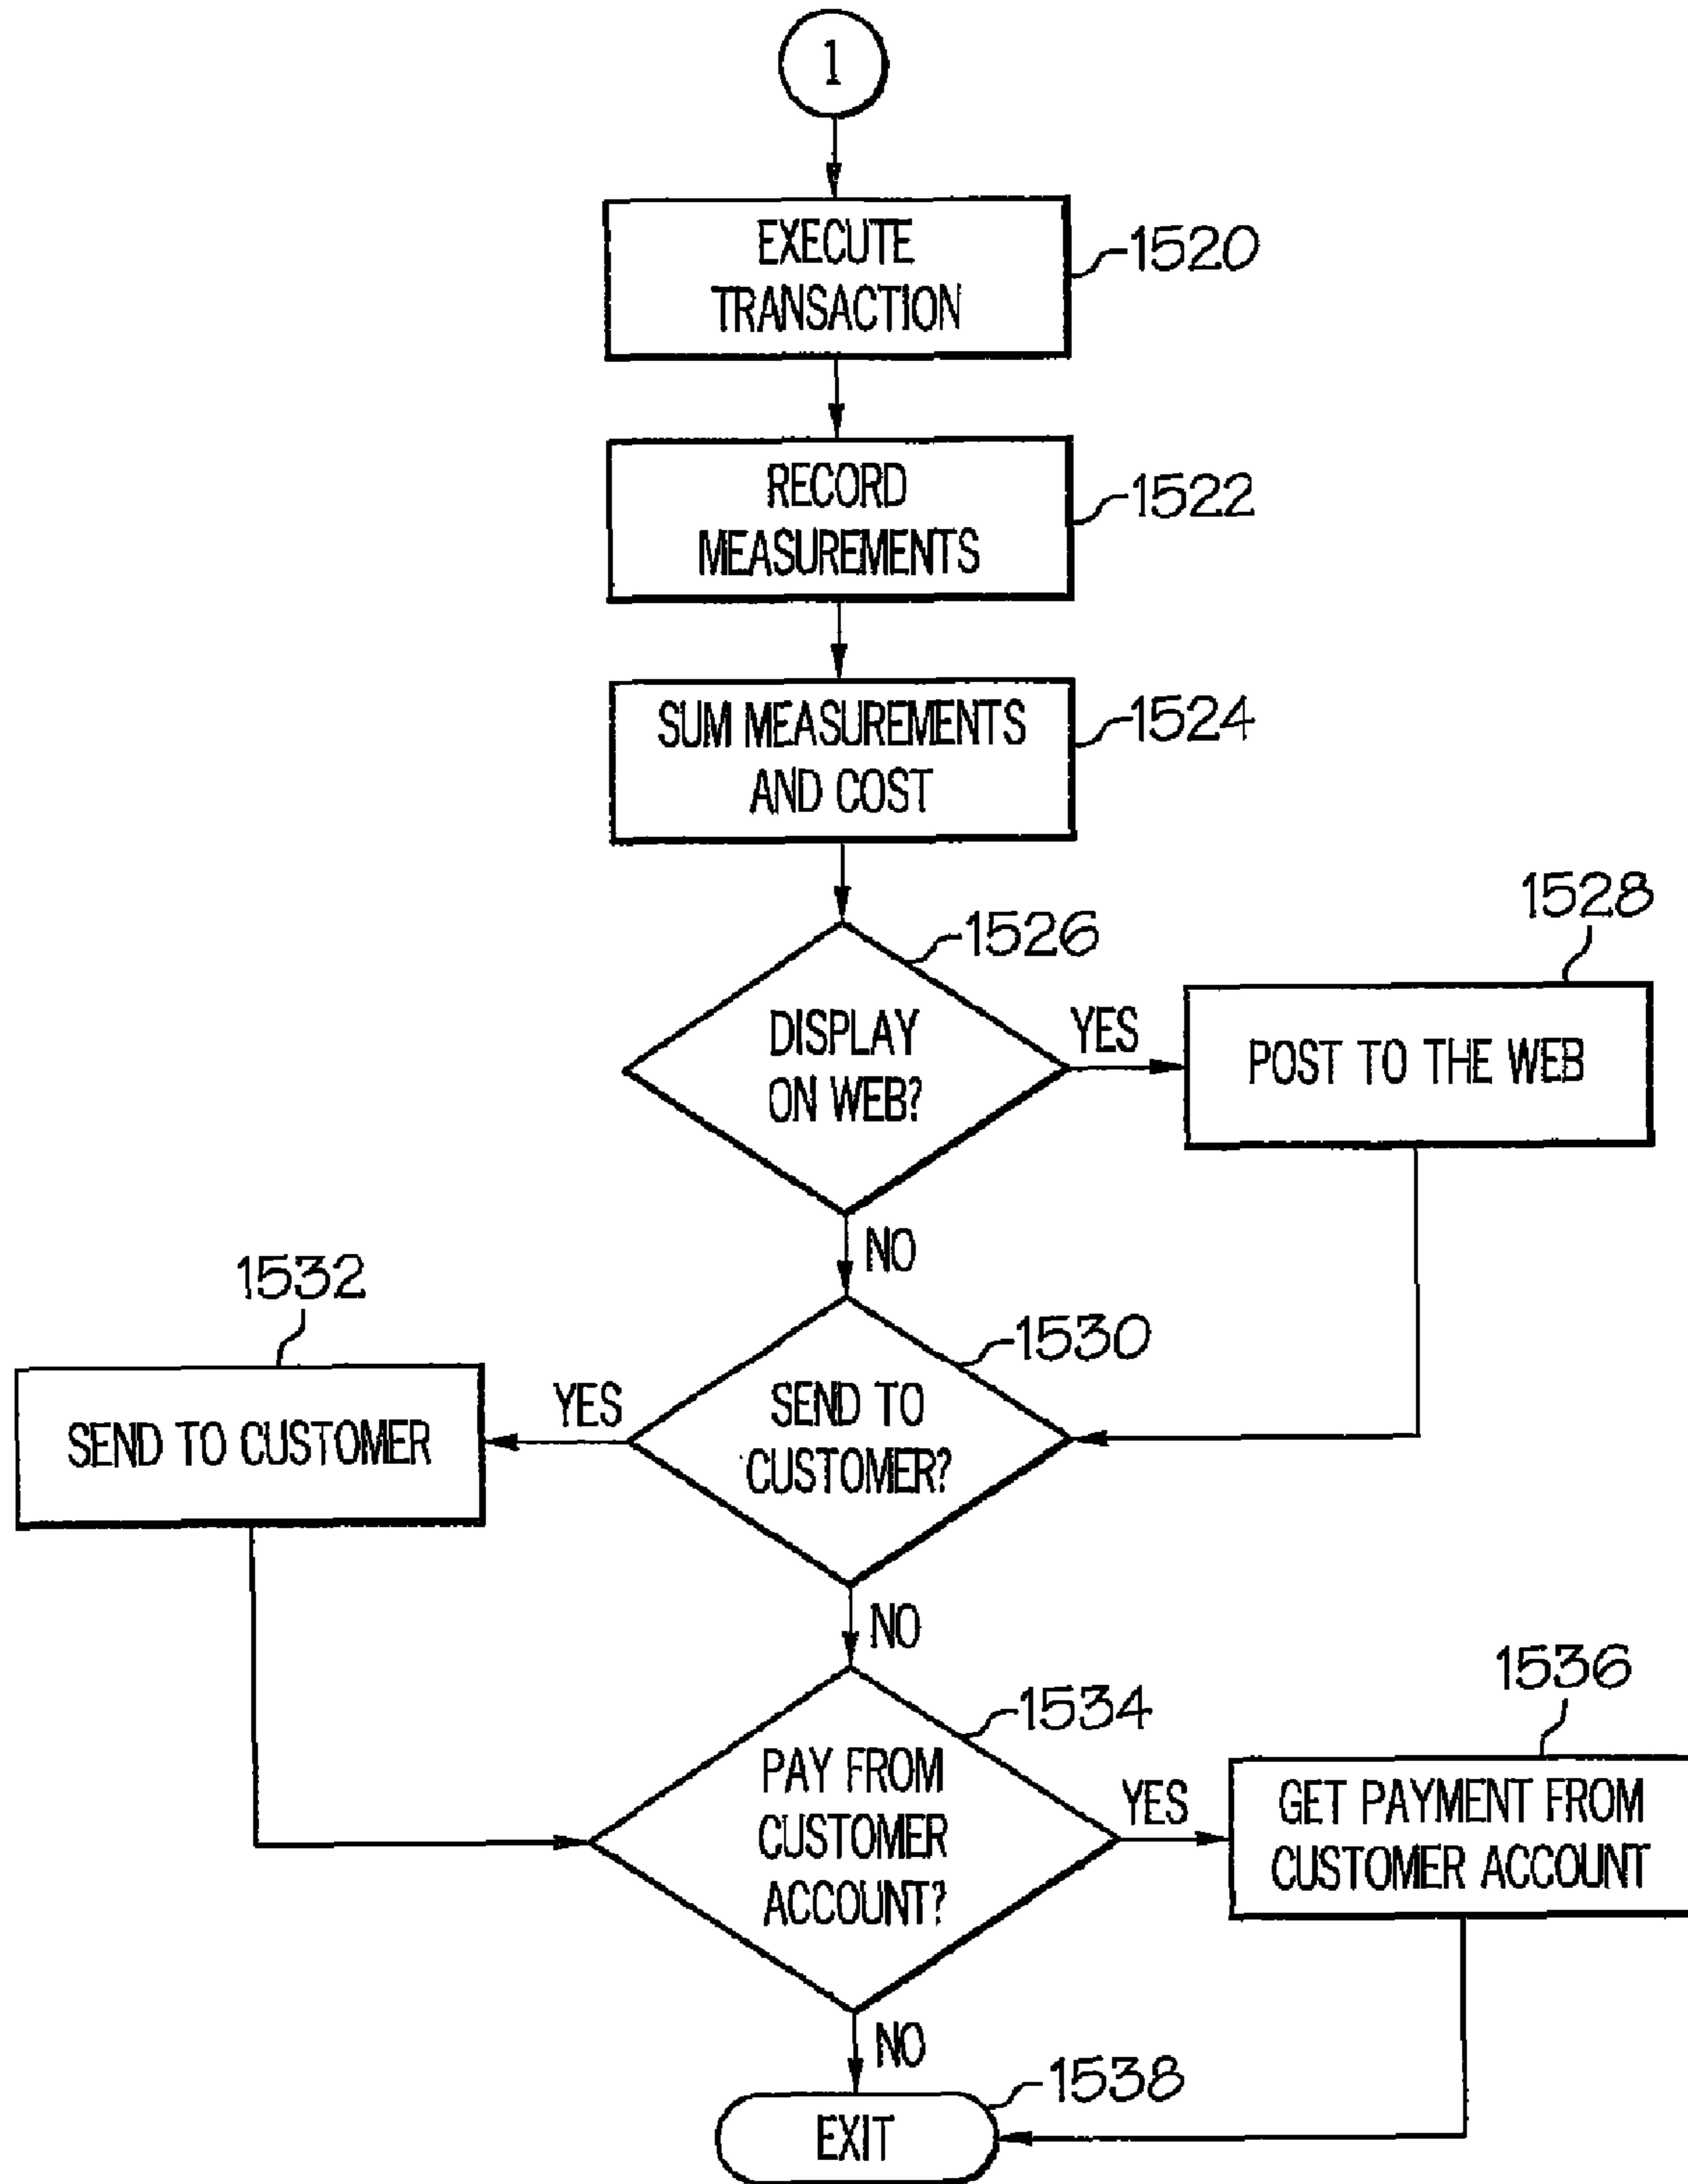 1
EXECUTE
TRANSACTION
1520
RECORD
MEASUREMENTS
1522
SUM MEASUREMENTS
AND COST
1524
1526
DISPLAY
ON WEB?
YES
1528
POST TO THE WEB
NO
1530
SEND TO
CUSTOMER?
YES
1532
SEND TO CUSTOMER
NO
1534
PAY FROM
CUSTOMER
ACCOUNT?
YES
1536
GET PAYMENT FROM
CUSTOMER ACCOUNT
NO
1538
EXIT